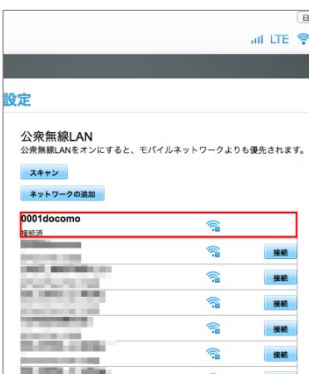 日
LTE
設定
公衆無線LAN
公衆無線LANをオンにすると、モバイルネットワークよりも優先されます。
スキャン
ネットワークの追加
0001docomo
接続済
接続
接続
接続
接続
接続